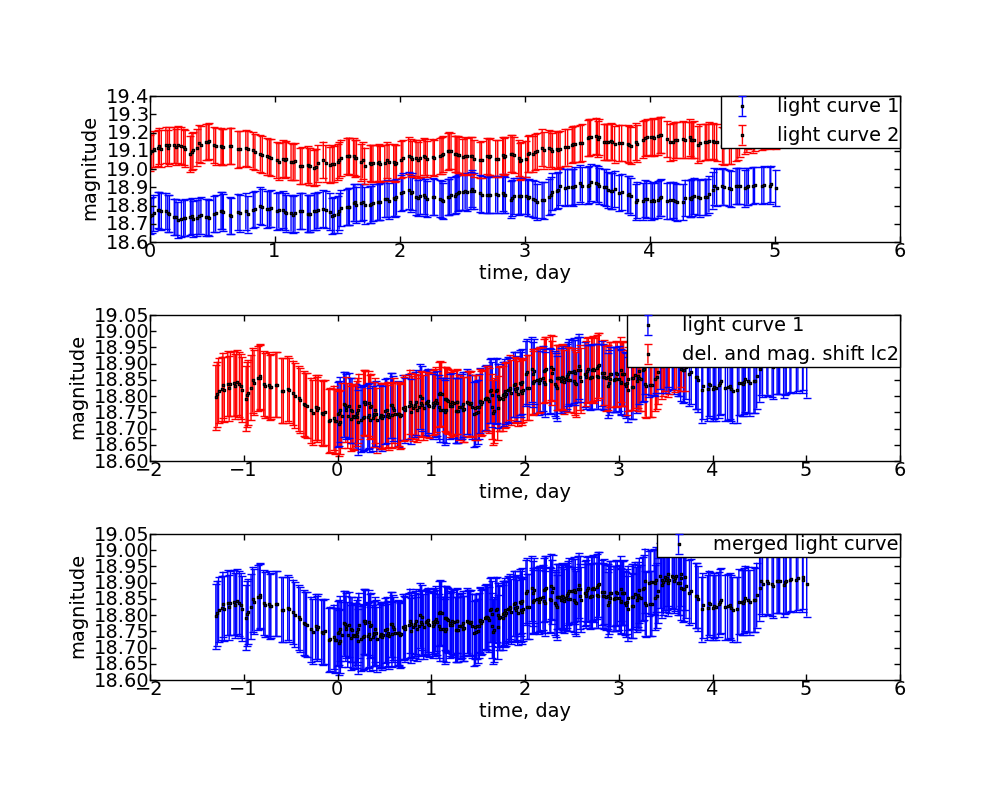 19.4
19.3
19.2
19.1
19.0
18.9
18.8
18.7
18.6
magnitude
light curve 1
light curve 2
0 1 2 3 4 5 6
time, day
19.05
19.00
18.95
18.90
18.85
18.80
18.75
18.70
18.65
18.60
magnitude
light curve 1
del. and mag. shift lc2
−2 −1 0 1 2 3 4 5 6
time, day
19.05
19.00
18.95
18.90
18.85
18.80
18.75
18.70
18.65
18.60
magnitude
merged light curve
−2 −1 0 1 2 3 4 5 6
time, day